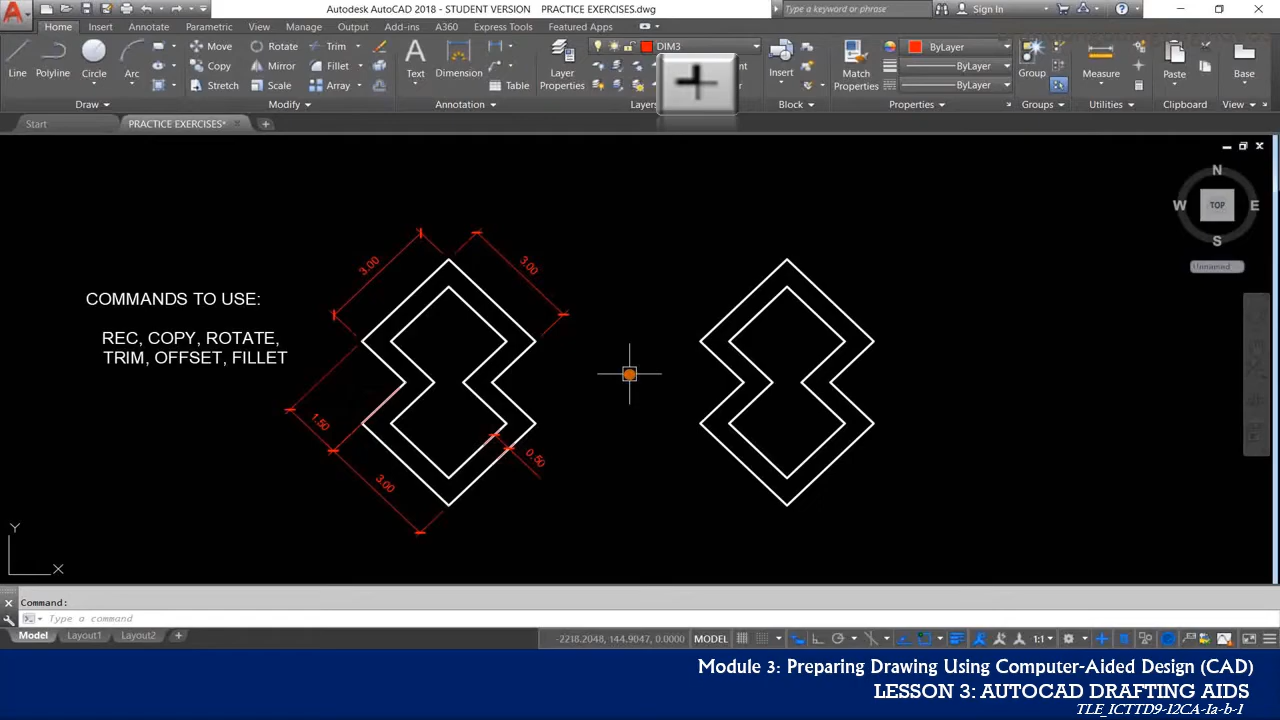 Autodesk AutoCAD 2018 - STUDENT VERSION PRACTICE EXERCISES.dwg
Type a keyword or phrase
Sign In
Home Insert Annotate Parametric View Manage Output Add-ins A360 Express Tools Featured Apps
Line Polyline Circle Arc
Move Rotate Trim
Copy Mirror Fillet
Stretch Scale Array
Text Dimension Table
Layer Properties
DIM3
Insert
Match Properties
ByLayer
ByLayer
ByLayer
Group Measure Paste Base
Draw Modify Annotation Layers Block Properties Groups Utilities Clipboard View
Start PRACTICE EXERCISES*
N
W TOP E
S
Unnamed
3.00 3.00
COMMANDS TO USE:
REC, COPY, ROTATE,
TRIM, OFFSET, FILLET
1.50
0.50
3.00
Y
X
Command:
Type a command
Model Layout1 Layout2
-2218.2048, 144.9047, 0.0000 MODEL 1:1
Module 3: Preparing Drawing Using Computer-Aided Design (CAD)
LESSON 3: AUTOCAD DRAFTING AIDS
TLE_ICTTD9-12CA-Ia-b-1